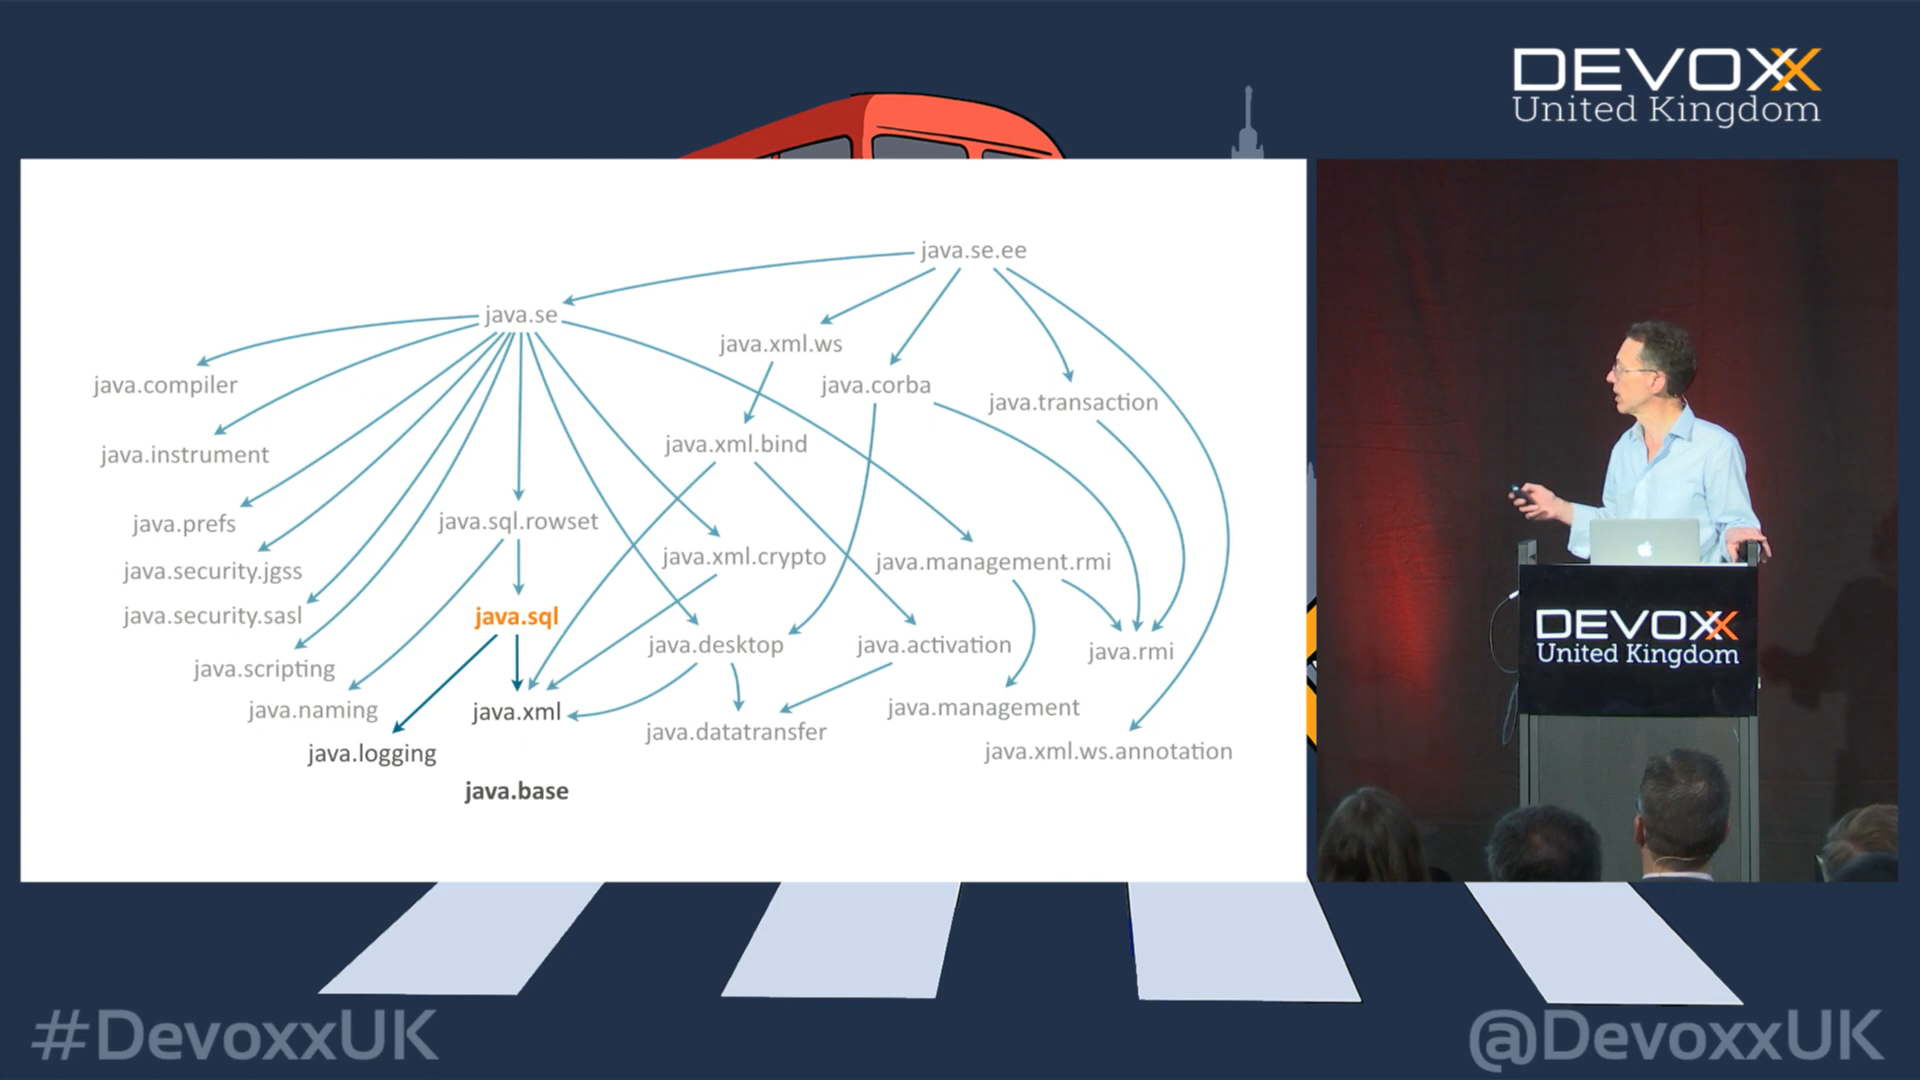 DEVOXX
United Kingdom
java.se.ee
java.se
java.xml.ws
java.compiler
java.corba
java.transaction
java.instrument
java.xml.bind
java.prefs
java.sql.rowset
java.xml.crypto
java.management.rmi
java.security.jgss
java.security.sasl
java.sql
java.desktop
java.activation
java.rmi
java.scripting
java.naming
java.xml
java.datatransfer
java.management
java.logging
java.xml.ws.annotation
java.base
DEVOXX
United Kingdom
#DevoxxUK
@DevoxxUK